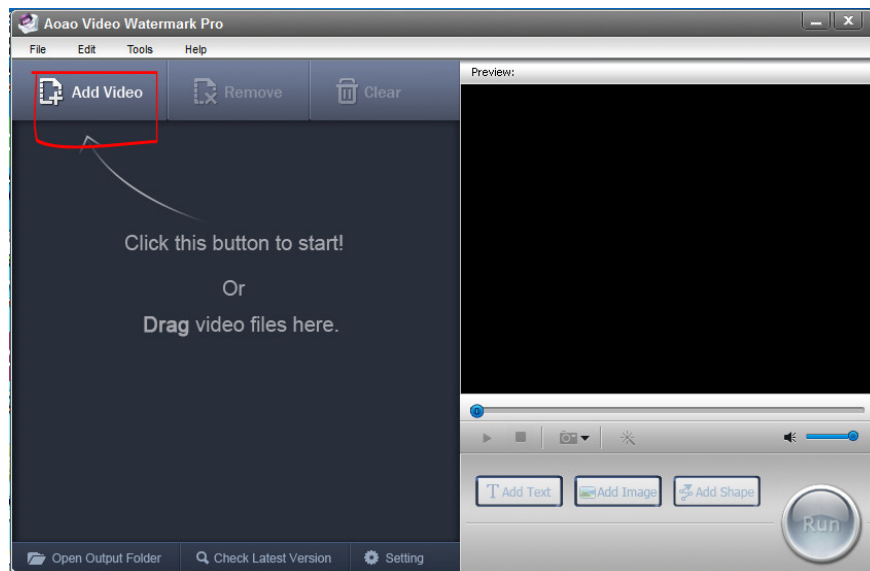 Aoao Video Watermark Pro
File Edit Tools Help
Add Video Remove Clear
Preview:
Click this button to start!
Or
Drag video files here.
T Add Text Add Image Add Shape
Run
Open Output Folder Check Latest Version Setting